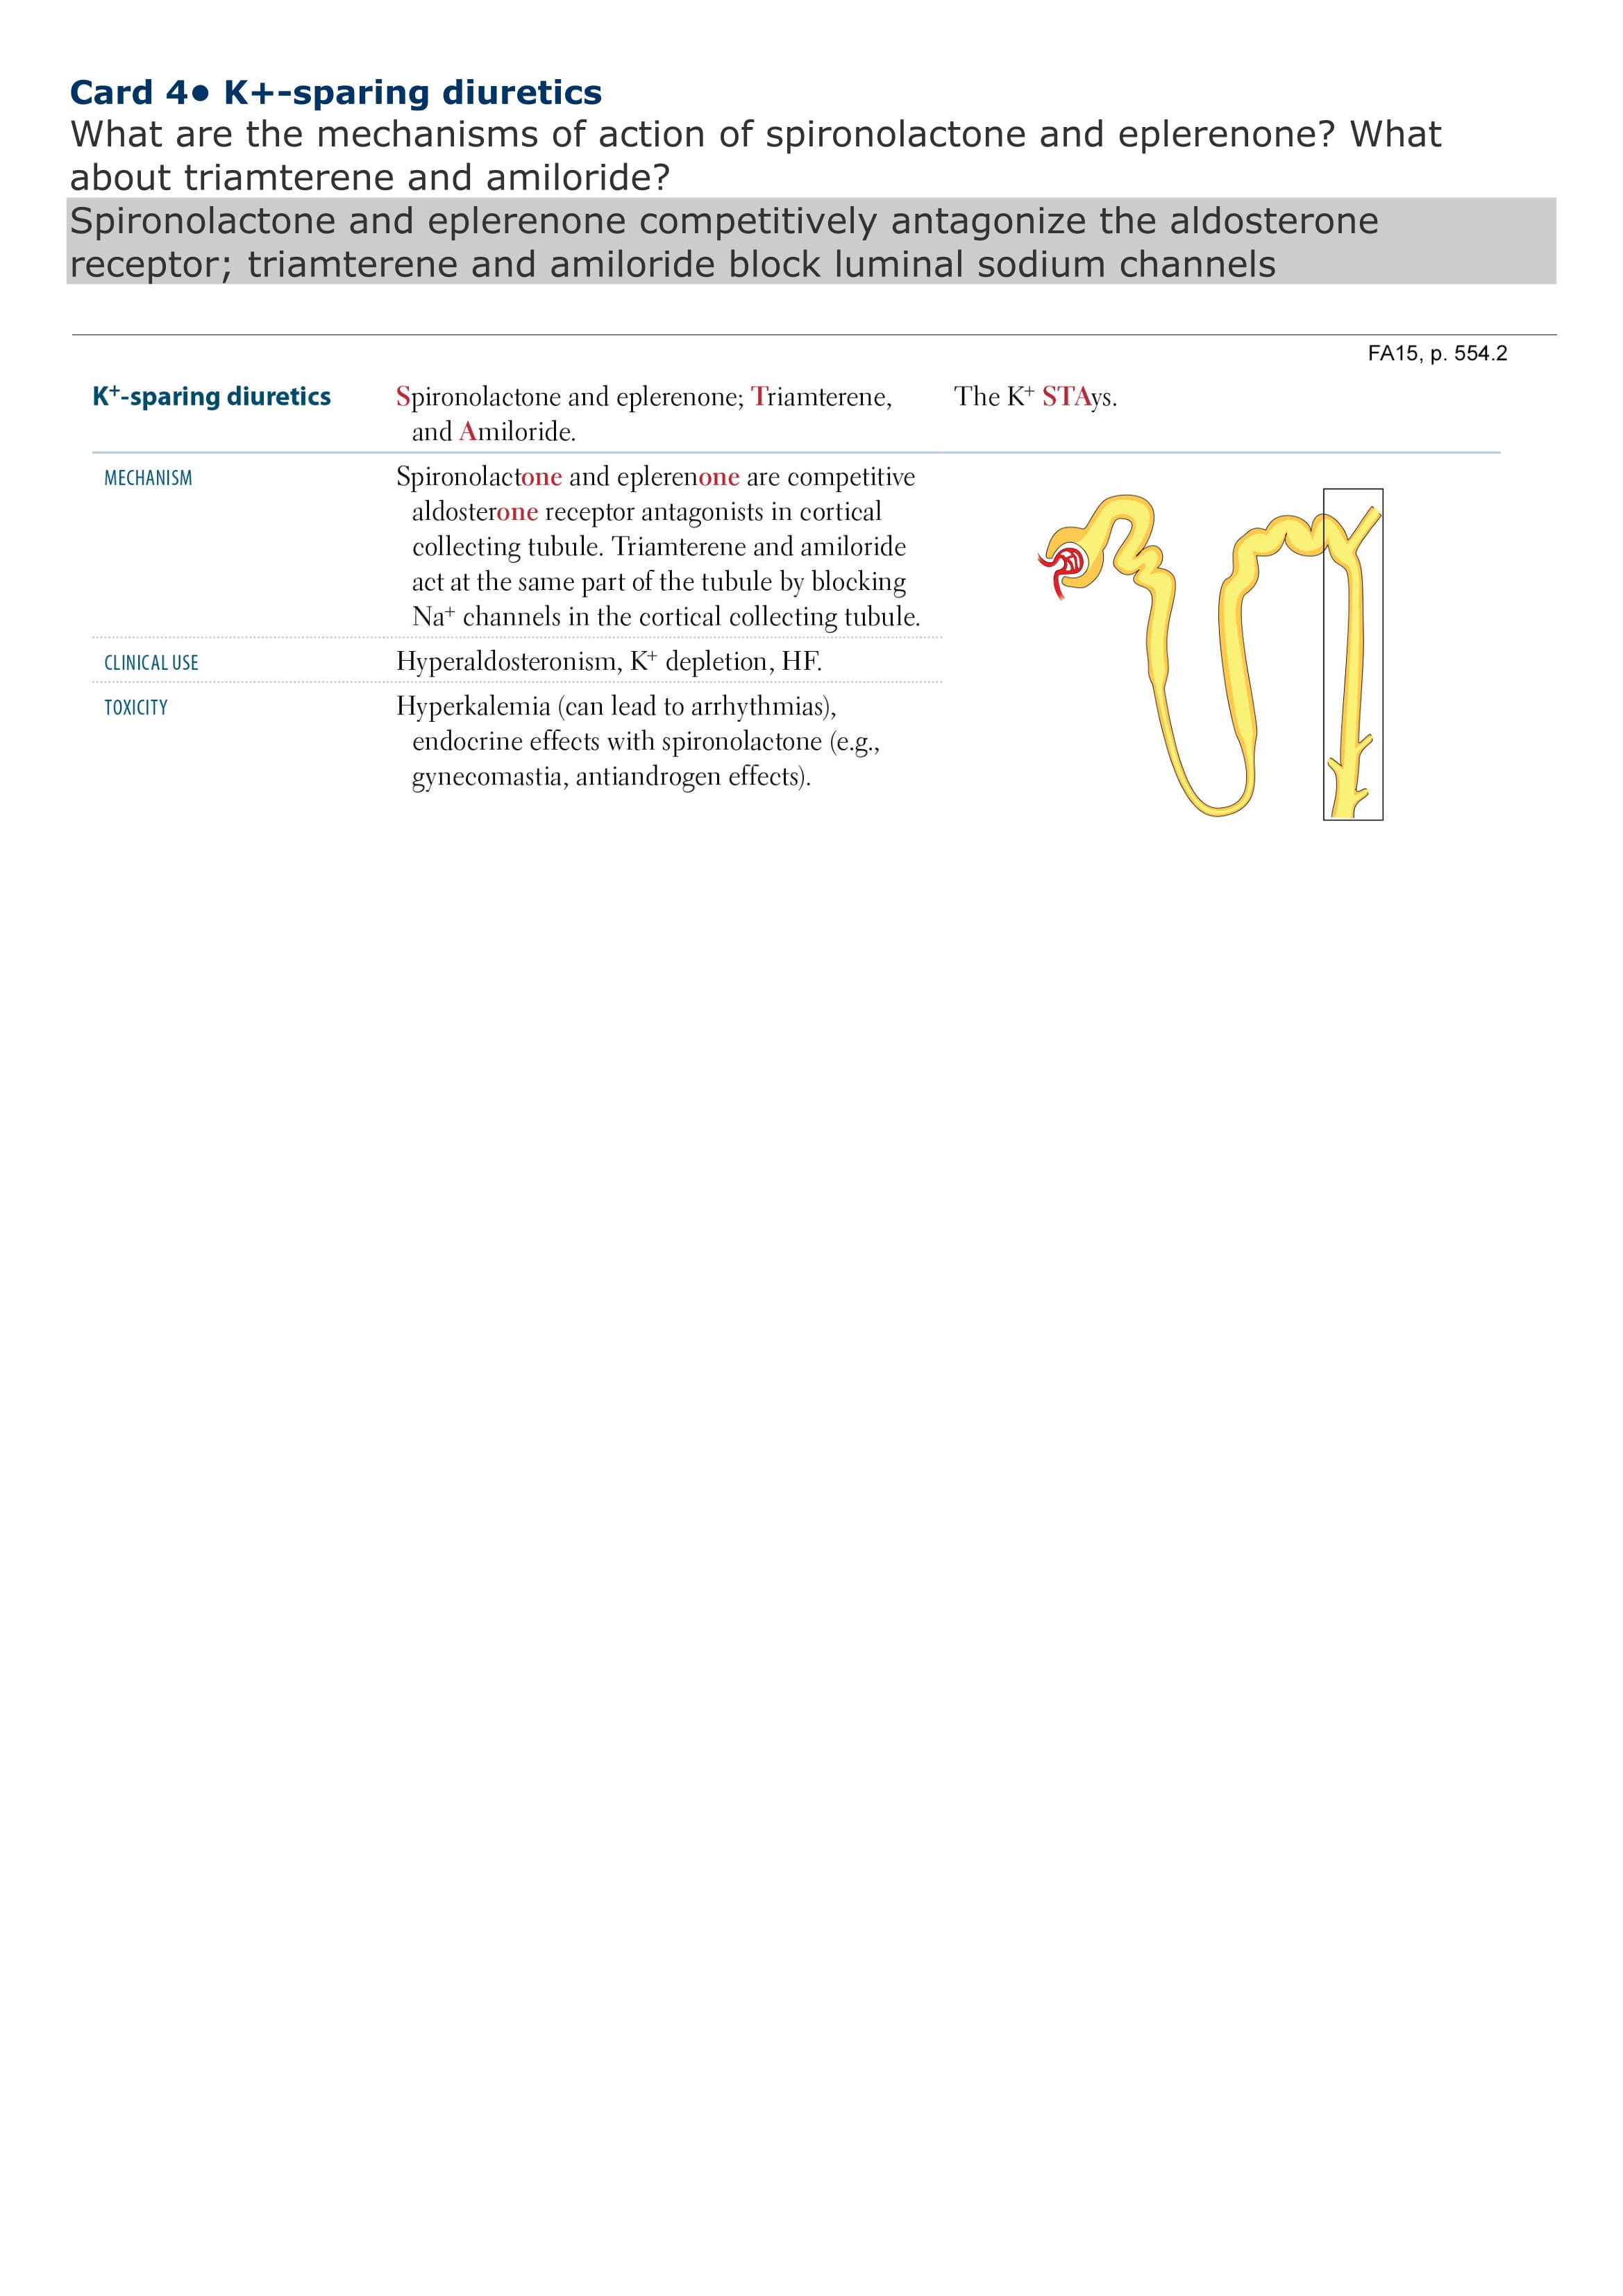 Card 4● K+-sparing diuretics
What are the mechanisms of action of spironolactone and eplerenone? What
about triamterene and amiloride?
Spironolactone and eplerenone competitively antagonize the aldosterone
receptor; triamterene and amiloride block luminal sodium channels
FA15, p. 554.2
K⁺-sparing diuretics
Spironolactone and eplerenone; Triamterene,
and Amiloride.
The K⁺ STAys.
MECHANISM
Spironolactone and eplerenone are competitive
aldosterone receptor antagonists in cortical
collecting tubule. Triamterene and amiloride
act at the same part of the tubule by blocking
Na⁺ channels in the cortical collecting tubule.
CLINICAL USE
Hyperaldosteronism, K⁺ depletion, HF.
TOXICITY
Hyperkalemia (can lead to arrhythmias),
endocrine effects with spironolactone (e.g.,
gynecomastia, antiandrogen effects).